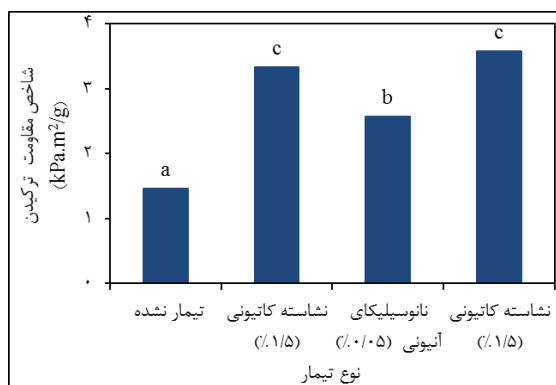 شاخص مقاومت ترکیدن
(kPa.m²/g)
۴
۳
۲
۱
۰
a
c
b
c
تیمار نشده
نشاسته کاتیونی
(٪۱/۵)
نانوسیلیکای
آنیونی (٪۰/۰۵)
نشاسته کاتیونی
(٪۱/۵)
نوع تیمار